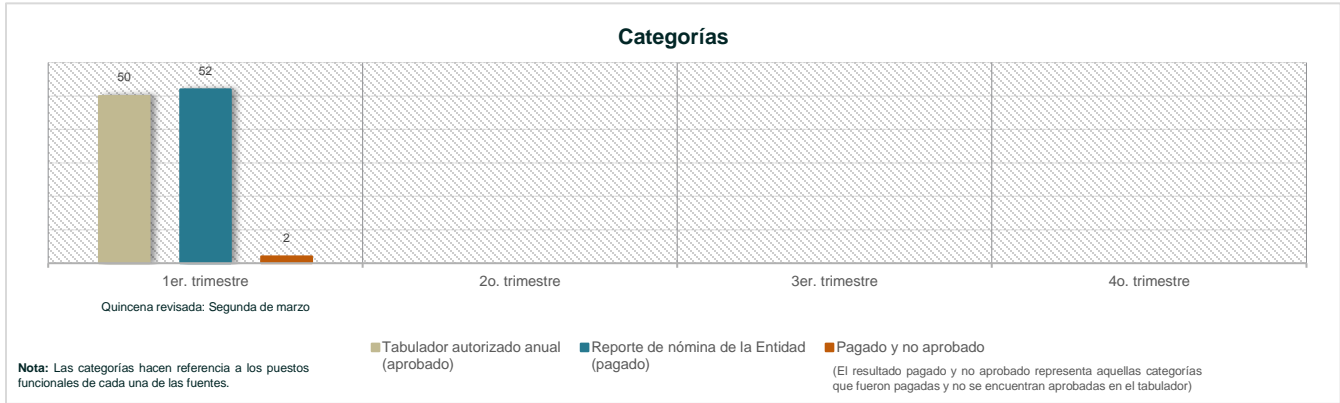 Categorías
50
52
2
1er. trimestre
2o. trimestre
3er. trimestre
4o. trimestre
Quincena revisada: Segunda de marzo
Tabulador autorizado anual
(aprobado)
Reporte de nómina de la Entidad
(pagado)
Pagado y no aprobado
(El resultado pagado y no aprobado representa aquellas categorías
que fueron pagadas y no se encuentran aprobadas en el tabulador)
Nota: Las categorías hacen referencia a los puestos
funcionales de cada una de las fuentes.